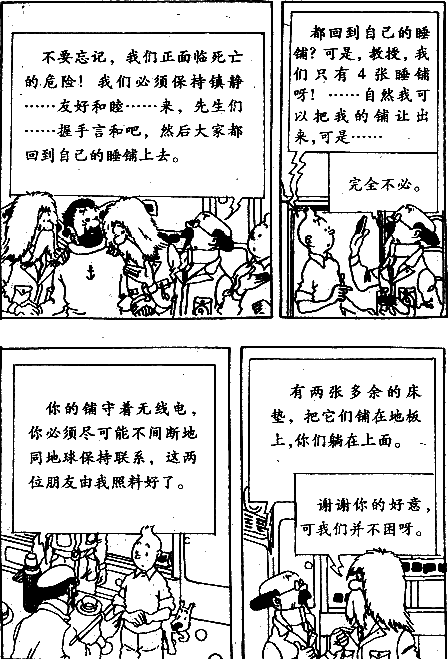 不要忘记，我们正面临死亡
的危险！我们必须保持镇静
……友好和睦……来，先生们
……握手言和吧，然后大家都
回到自己的睡铺上去。
都回到自己的睡
铺？可是，教授，我
们只有4张睡铺
呀！……自然我可
以把我的铺让出
来，可是……
完全不必。
你的铺守着无线电，
你必须尽可能不间断地
同地球保持联系，这两
位朋友由我照料好了。
有两张多余的床
垫，把它们铺在地板
上，你们躺在上面。
谢谢你的好意，
可我们并不困呀。